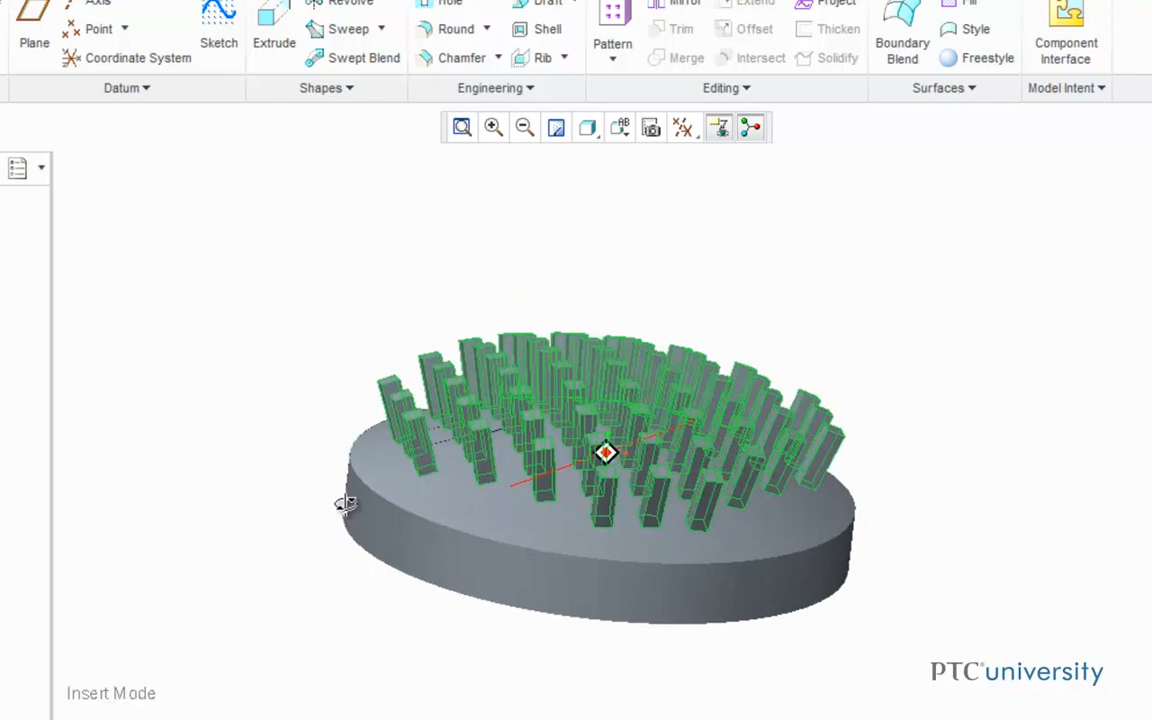 Axis Revolve Hole Draft Mirror Extend Project Fill
Point Sweep Round Shell Trim Offset Thicken Style
Plane Sketch Extrude Pattern Boundary Blend Component Interface
Coordinate System Swept Blend Chamfer Rib Merge Intersect Solidify Freestyle
Datum Shapes Engineering Editing Surfaces Model Intent
AB
PTC university
Insert Mode